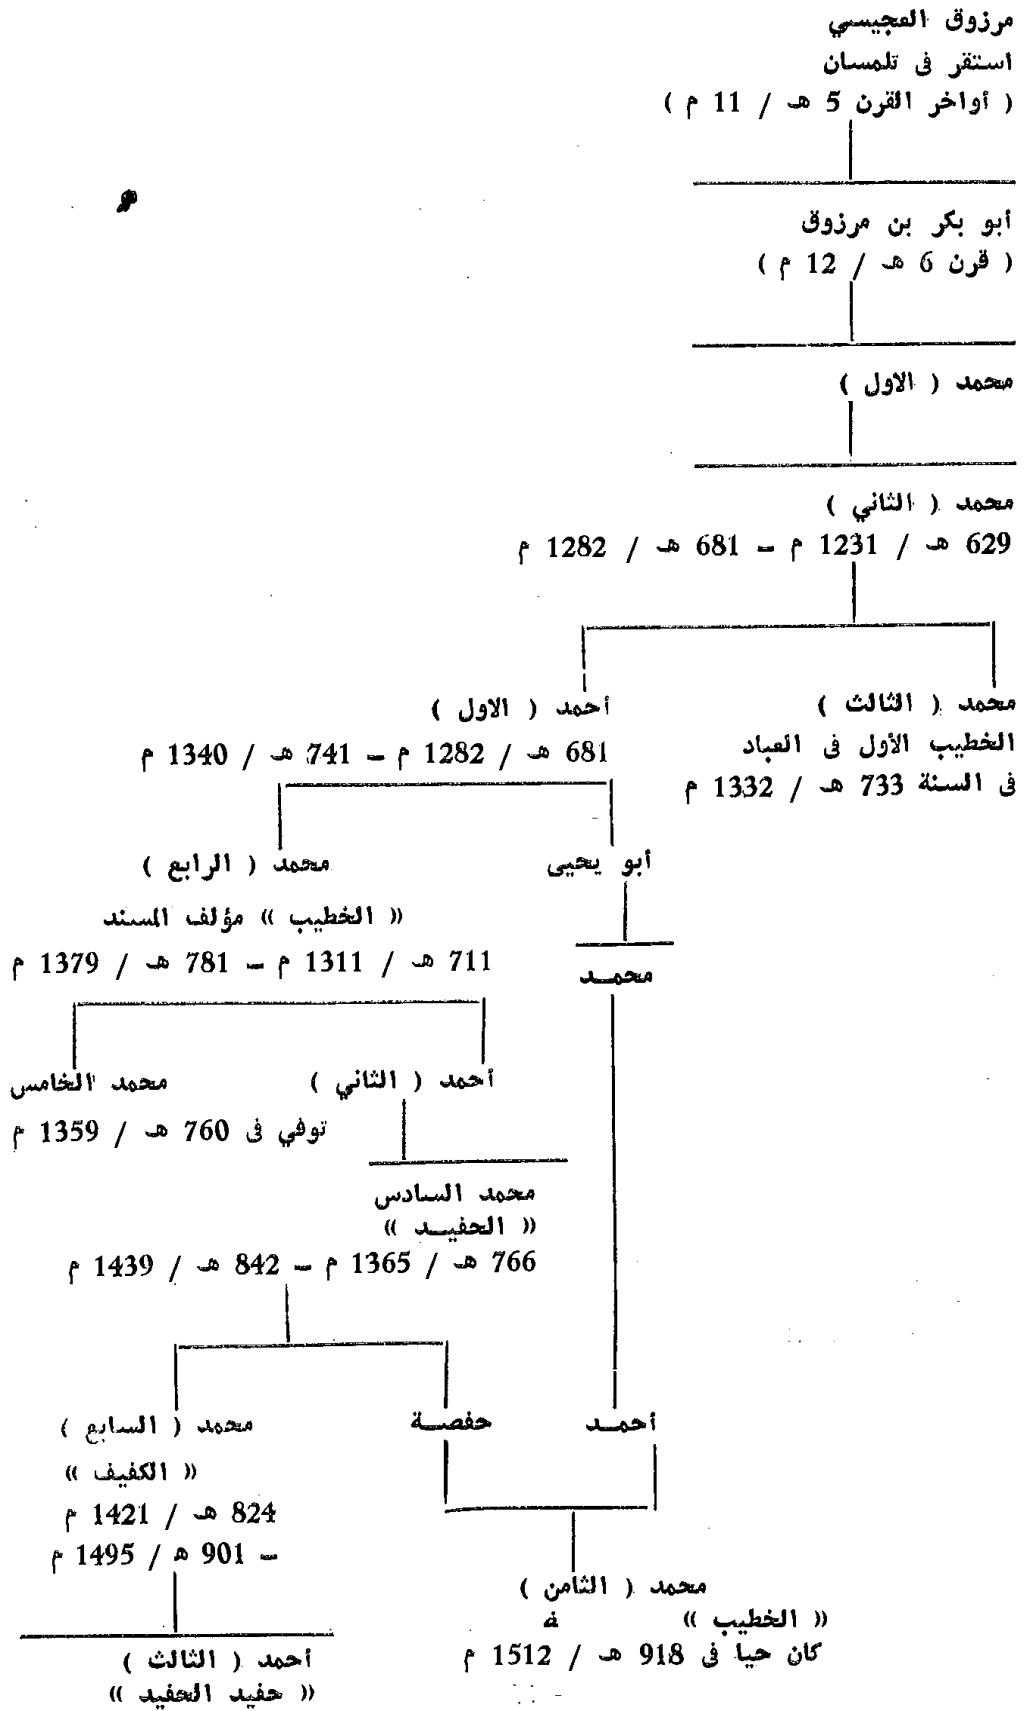 مرزوق العجيسي
استقر فى تلمسان
( أواخر القرن 5 هـ / 11 م )
أبو بكر بن مرزوق
( قرن 6 هـ / 12 م )
محمد ( الاول )
محمد ( الثاني )
629 هـ / 1231 م – 681 هـ / 1282 م
محمد ( الثالث )
الخطيب الأول فى العباد
فى السنة 733 هـ / 1332 م
أحمد ( الاول )
681 هـ / 1282 م – 741 هـ / 1340 م
أبو يحيى
محمد ( الرابع )
« الخطيب » مؤلف المسند
711 هـ / 1311 م – 781 هـ / 1379 م
محمـد
أحمد ( الثاني )
محمد الخامس
توفي فى 760 هـ / 1359 م
محمد السادس
« الحفيـد »
766 هـ / 1365 م – 842 هـ / 1439 م
أحمـد
حفصـة
محمد ( السابع )
« الكفيف »
824 هـ / 1421 م
– 901 هـ / 1495 م
محمد ( الثامن )
« الخطيب »
كان حيا فى 918 هـ / 1512 م
أحمد ( الثالث )
« حفيد الحفيد »